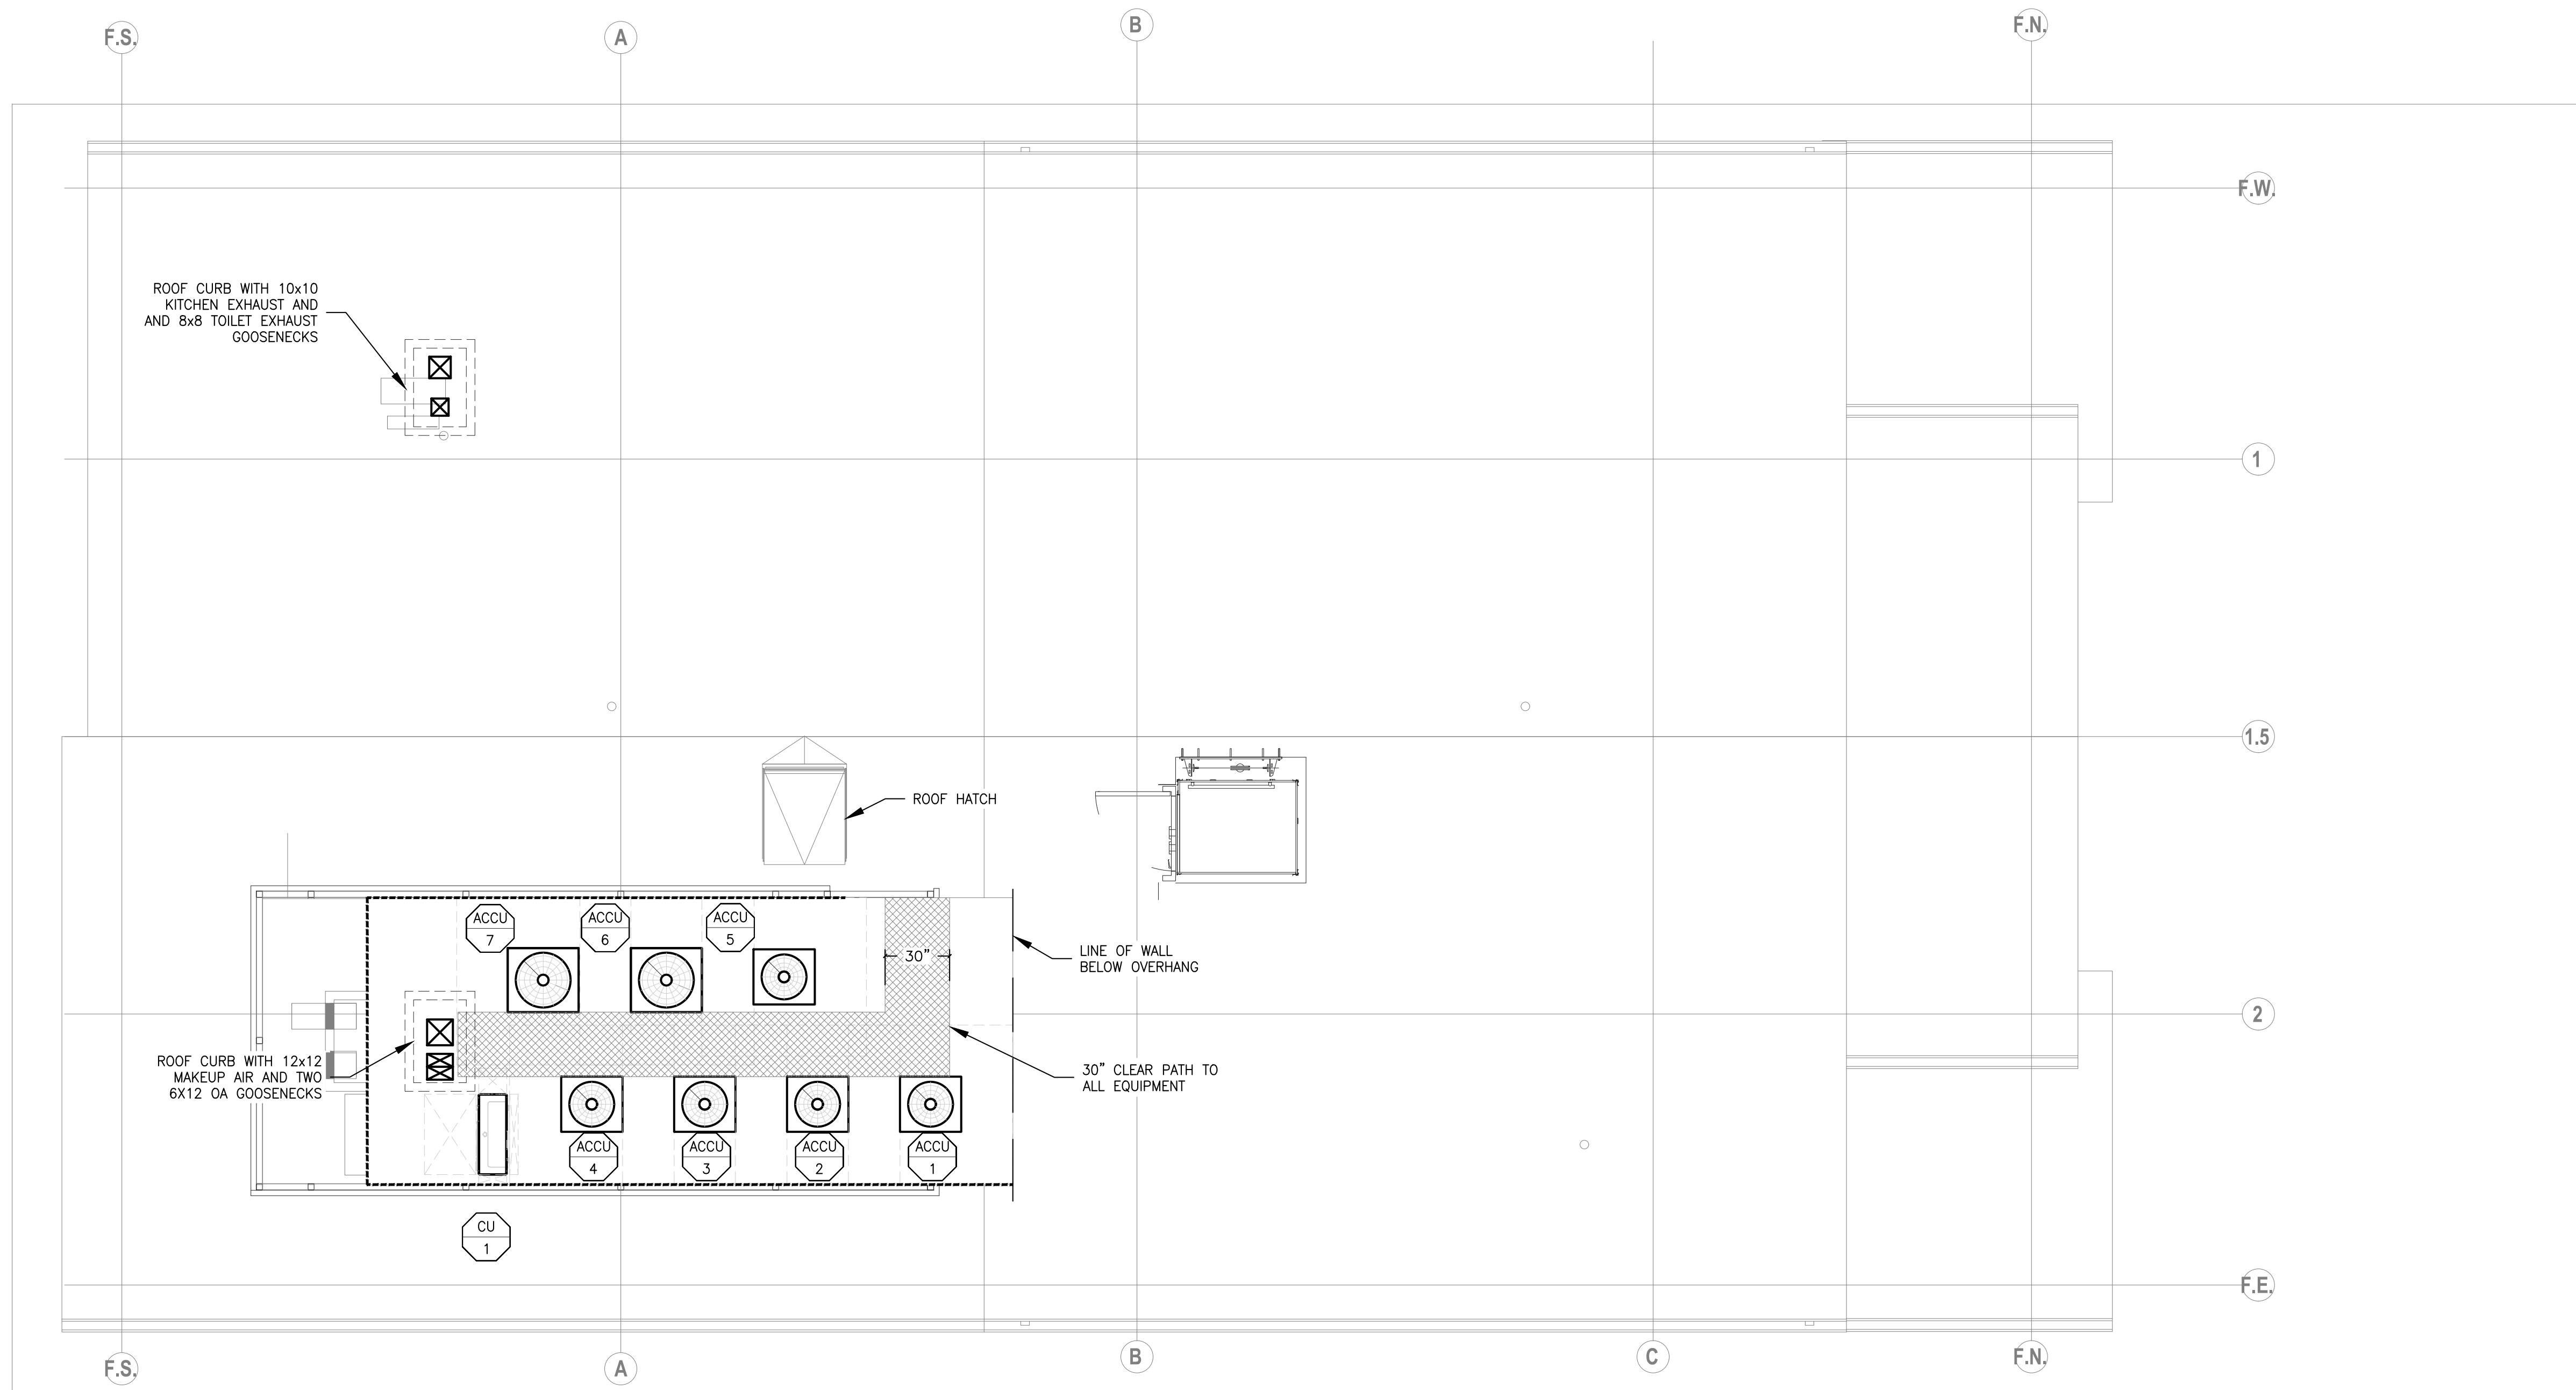 F.S.
A
B
F.N.
F.W.
ROOF CURB WITH 10x10
KITCHEN EXHAUST AND
AND 8x8 TOILET EXHAUST
GOOSENECKS
1
1.5
ROOF HATCH
ACCU
7
ACCU
6
ACCU
5
30"
LINE OF WALL
BELOW OVERHANG
2
ROOF CURB WITH 12x12
MAKEUP AIR AND TWO
6X12 OA GOOSENECKS
30" CLEAR PATH TO
ALL EQUIPMENT
ACCU
4
ACCU
3
ACCU
2
ACCU
1
CU
1
F.E.
F.S.
A
B
C
F.N.